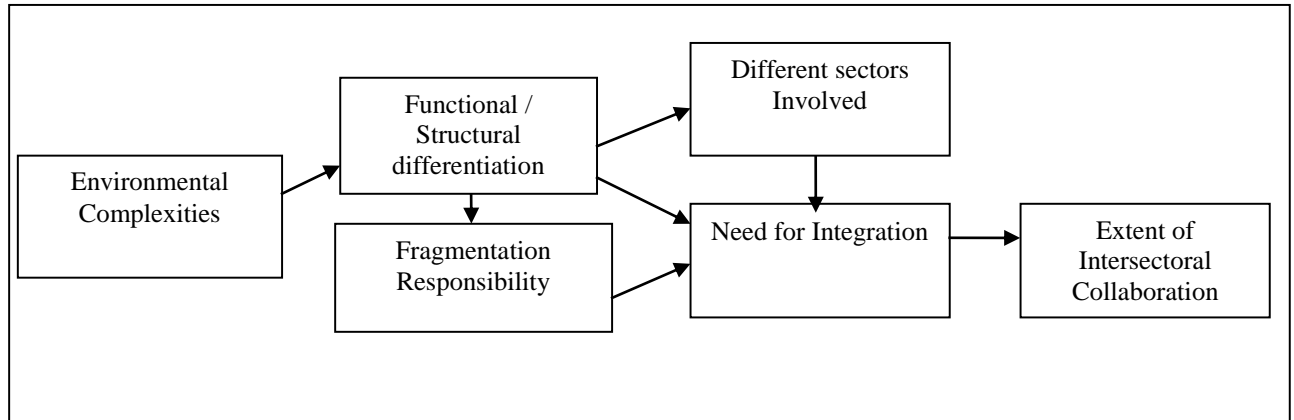 Environmental
Complexities
Functional /
Structural
differentiation
Fragmentation
Responsibility
Different sectors
Involved
Need for Integration
Extent of
Intersectoral
Collaboration